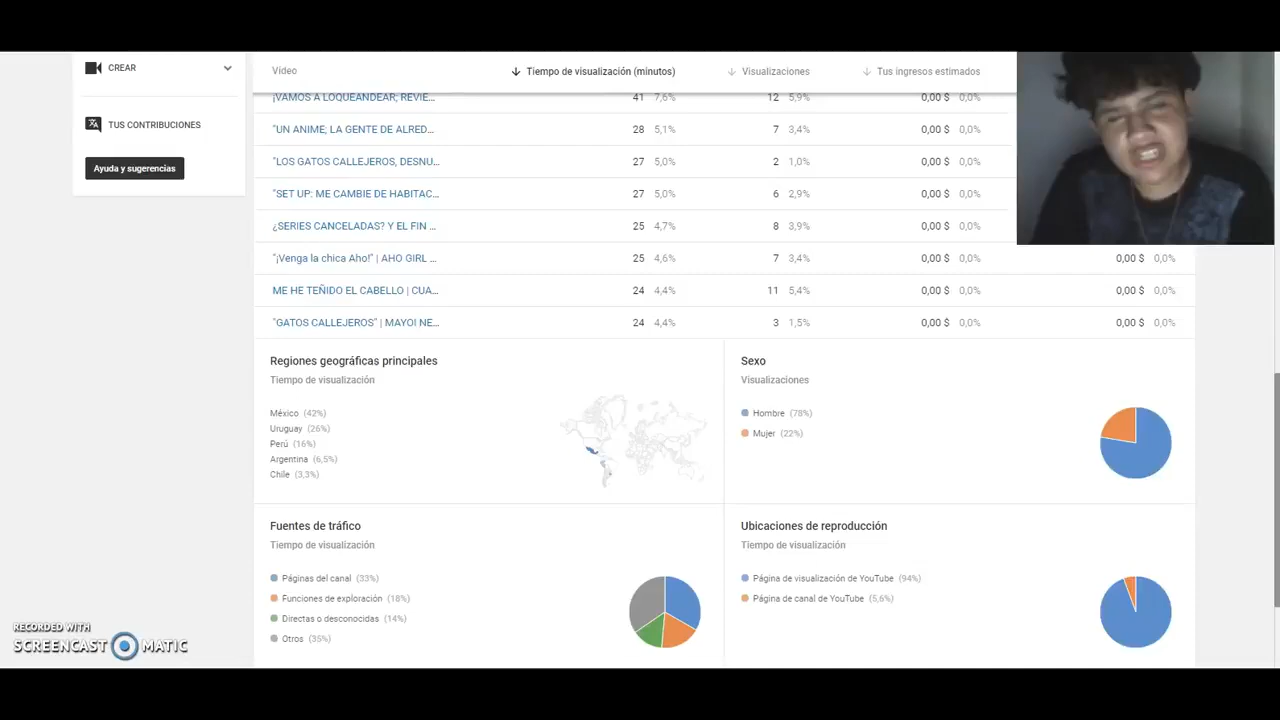 CREAR
TUS CONTRIBUCIONES
Ayuda y sugerencias
Vídeo Tiempo de visualización (minutos) Visualizaciones Tus ingresos estimados
¡VAMOS A LOQUEANDEAR; REVIE... 41 7,6% 12 5,9% 0,00 $ 0,0%
"UN ANIME; LA GENTE DE ALRED... 28 5,1% 7 3,4% 0,00 $ 0,0%
"LOS GATOS CALLEJEROS, DESNU... 27 5,0% 2 1,0% 0,00 $ 0,0%
"SET UP: ME CAMBIE DE HABITAC... 27 5,0% 6 2,9% 0,00 $ 0,0%
¿SERIES CANCELADAS? Y EL FIN ... 25 4,7% 8 3,9% 0,00 $ 0,0%
"¡Venga la chica Aho!" | AHO GIRL ... 25 4,6% 7 3,4% 0,00 $ 0,0% 0,00 $ 0,0%
ME HE TEÑIDO EL CABELLO | CUA... 24 4,4% 11 5,4% 0,00 $ 0,0% 0,00 $ 0,0%
"GATOS CALLEJEROS" | MAYOI NE... 24 4,4% 3 1,5% 0,00 $ 0,0% 0,00 $ 0,0%
Regiones geográficas principales
Tiempo de visualización
México (42%)
Uruguay (26%)
Perú (16%)
Argentina (6,5%)
Chile (3,3%)
Sexo
Visualizaciones
Hombre (78%)
Mujer (22%)
Fuentes de tráfico
Tiempo de visualización
Páginas del canal (33%)
Funciones de exploración (18%)
Directas o desconocidas (14%)
Otros (35%)
Ubicaciones de reproducción
Tiempo de visualización
Página de visualización de YouTube (94%)
Página de canal de YouTube (5,6%)
RECORDED WITH
SCREENCAST MATIC